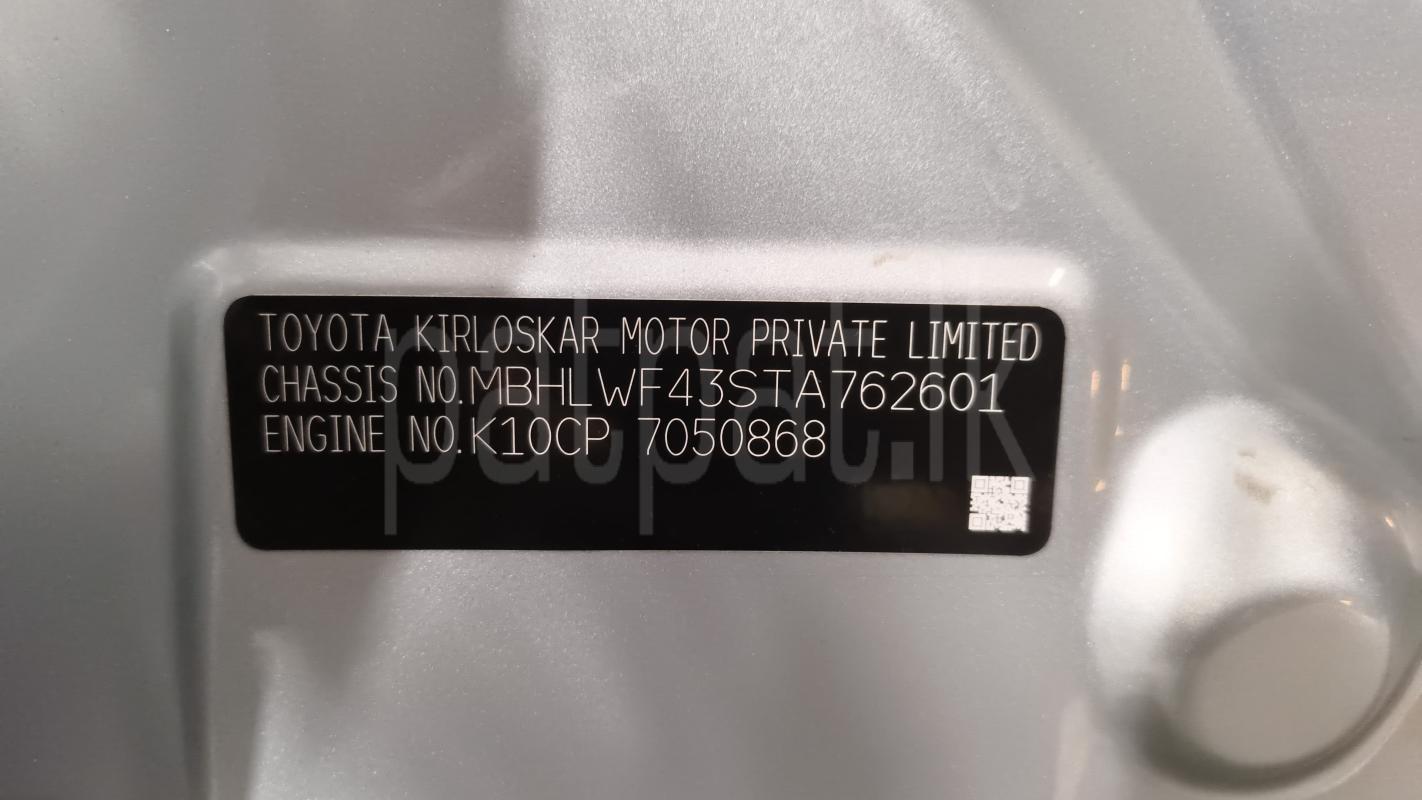 TOYOTA KIRLOSKAR MOTOR PRIVATE LIMITED
CHASSIS NO.MBHLWF43STA762601
ENGINE NO.K10CP 7050868
patpat.lk